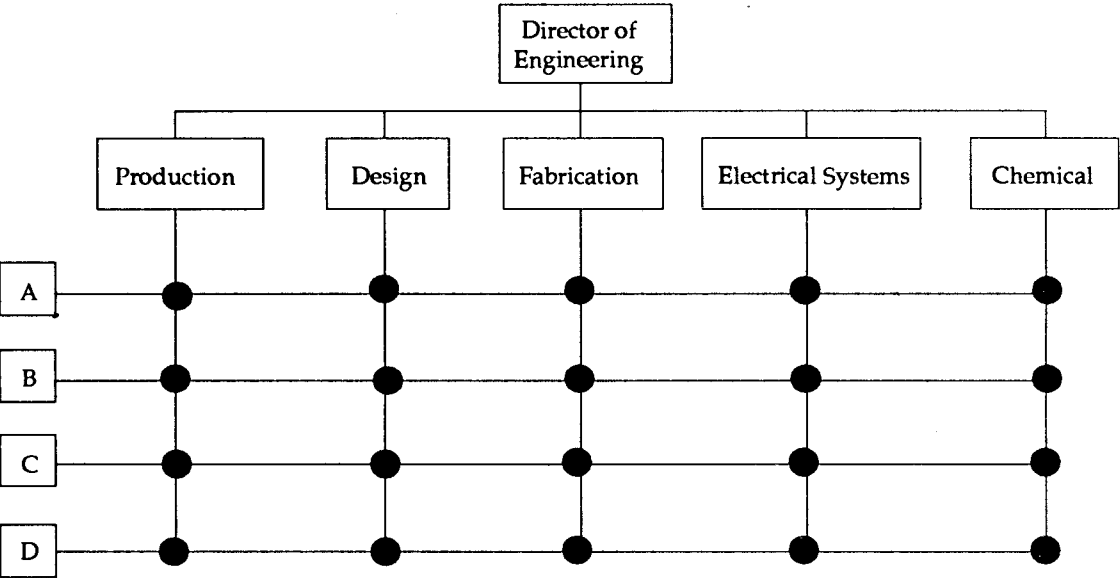 Director of
Engineering
Production
Design
Fabrication
Electrical Systems
Chemical
A
B
C
D